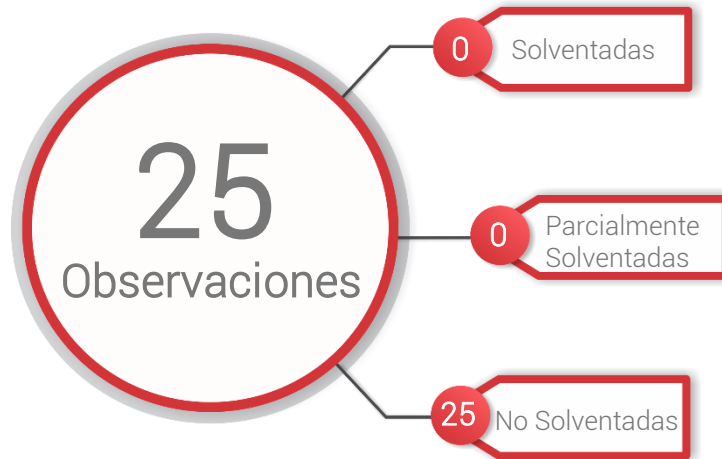 25
Observaciones
0
Solventadas
0
Parcialmente
Solventadas
25
No Solventadas